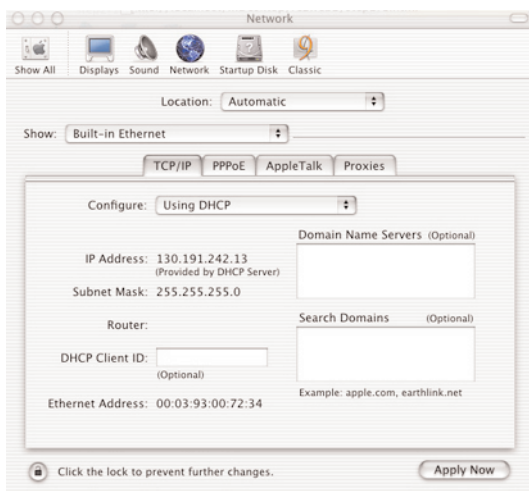 Network
Show All Displays Sound Network Startup Disk Classic
Location: Automatic
Show: Built-in Ethernet
TCP/IP PPPoE AppleTalk Proxies
Configure: Using DHCP
Domain Name Servers (Optional)
IP Address: 130.191.242.13
(Provided by DHCP Server)
Subnet Mask: 255.255.255.0
Search Domains (Optional)
Router:
DHCP Client ID:
(Optional)
Example: apple.com, earthlink.net
Ethernet Address: 00:03:93:00:72:34
Click the lock to prevent further changes.
Apply Now